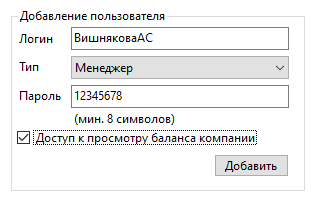 Добавление пользователя
Логин ВишняковаАС
Тип Менеджер
Пароль 12345678
(мин. 8 символов)
Доступ к просмотру баланса компании
Добавить